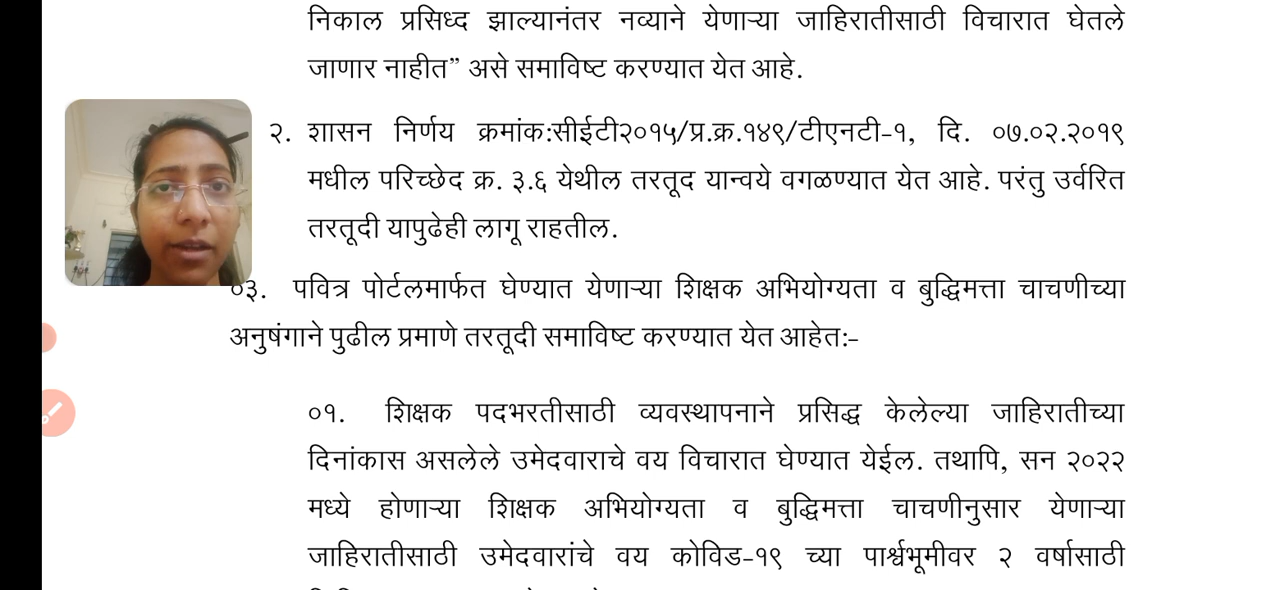 निकाल प्रसिध्द झाल्यानंतर नव्याने येणाऱ्या जाहिरातीसाठी विचारात घेतले
जाणार नाहीत” असे समाविष्ट करण्यात येत आहे.
२. शासन निर्णय क्रमांक:सीईटी२०१५/प्र.क्र.१४९/टीएनटी-१, दि. ०७.०२.२०१९
मधील परिच्छेद क्र. ३.६ येथील तरतूद यान्वये वगळण्यात येत आहे. परंतु उर्वरित
तरतूदी यापुढेही लागू राहतील.
०३. पवित्र पोर्टलमार्फत घेण्यात येणाऱ्या शिक्षक अभियोग्यता व बुद्धिमत्ता चाचणीच्या
अनुषंगाने पुढील प्रमाणे तरतूदी समाविष्ट करण्यात येत आहेत:-
०१. शिक्षक पदभरतीसाठी व्यवस्थापनाने प्रसिद्ध केलेल्या जाहिरातीच्या
दिनांकास असलेले उमेदवाराचे वय विचारात घेण्यात येईल. तथापि, सन २०२२
मध्ये होणाऱ्या शिक्षक अभियोग्यता व बुद्धिमत्ता चाचणीनुसार येणाऱ्या
जाहिरातीसाठी उमेदवारांचे वय कोविड-१९ च्या पार्श्वभूमीवर २ वर्षासाठी